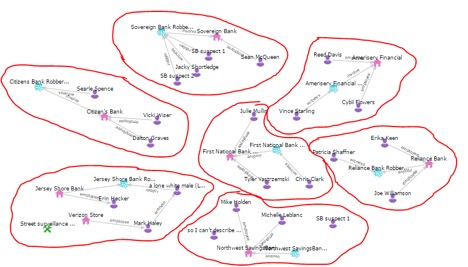 Sovereign Bank Robbe...
Sovereign Bank
SB suspect 1
Jacky Shortledge
SB suspect 2
Sean McQueen
Reed Davis
Amerisery Financial
Amerisery Financial ...
Cybil Flowers
Vince Starling
Citizens Bank Robber...
Searle Spence
Citizen's Bank
Vicki Wiser
Dalton Graves
Julie Mullin
First National Bank ...
First National Bank ...
Tyler Yastrzemski
Chris Clark
Erika Keen
Patricia Shaffner
Reliance Bank Robber...
Reliance Bank
Joe Williamson
Jersey Shore Bank Ro...
Jersey Shore Bank
a lone white male (L...
Erin Hecker
Verizon Store
Street surveillance ...
Mark Haley
Mike Holden
Michelle Leblanc
SB suspect 1
so I can't describe ...
Northwest Savings
Northwest SavingsBan...